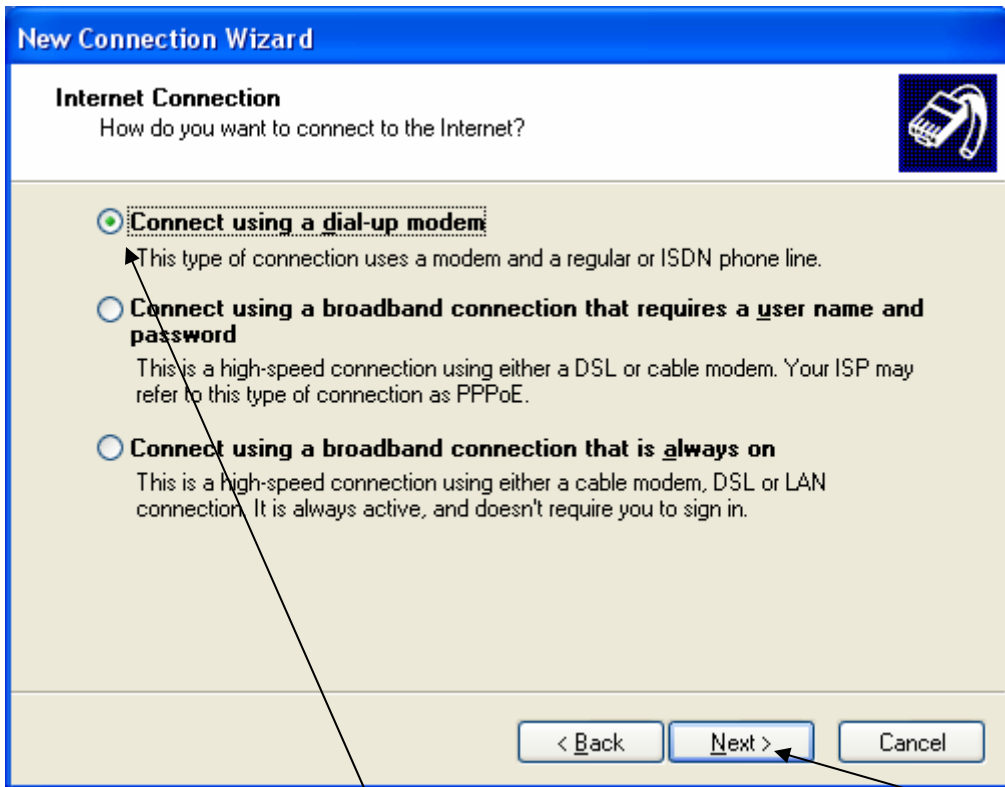 New Connection Wizard
Internet Connection
How do you want to connect to the Internet?
Connect using a dial-up modem
This type of connection uses a modem and a regular or ISDN phone line.
Connect using a broadband connection that requires a user name and
password
This is a high-speed connection using either a DSL or cable modem. Your ISP may
refer to this type of connection as PPPoE.
Connect using a broadband connection that is always on
This is a high-speed connection using either a cable modem, DSL or LAN
connection. It is always active, and doesn't require you to sign in.
< Back
Next >
Cancel